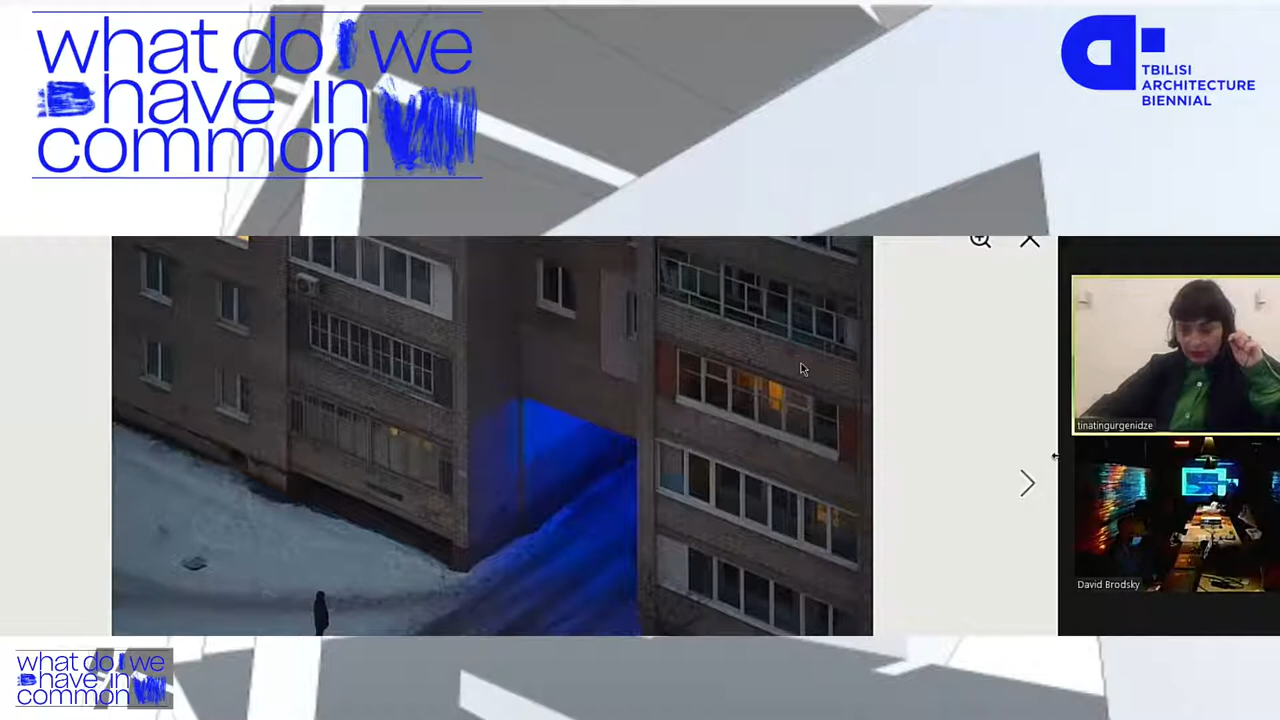 what do I we
B have in
common
TBILISI
ARCHITECTURE
BIENNIAL
tinatingurgenidze
David Brodsky
what do I we
B have in
common